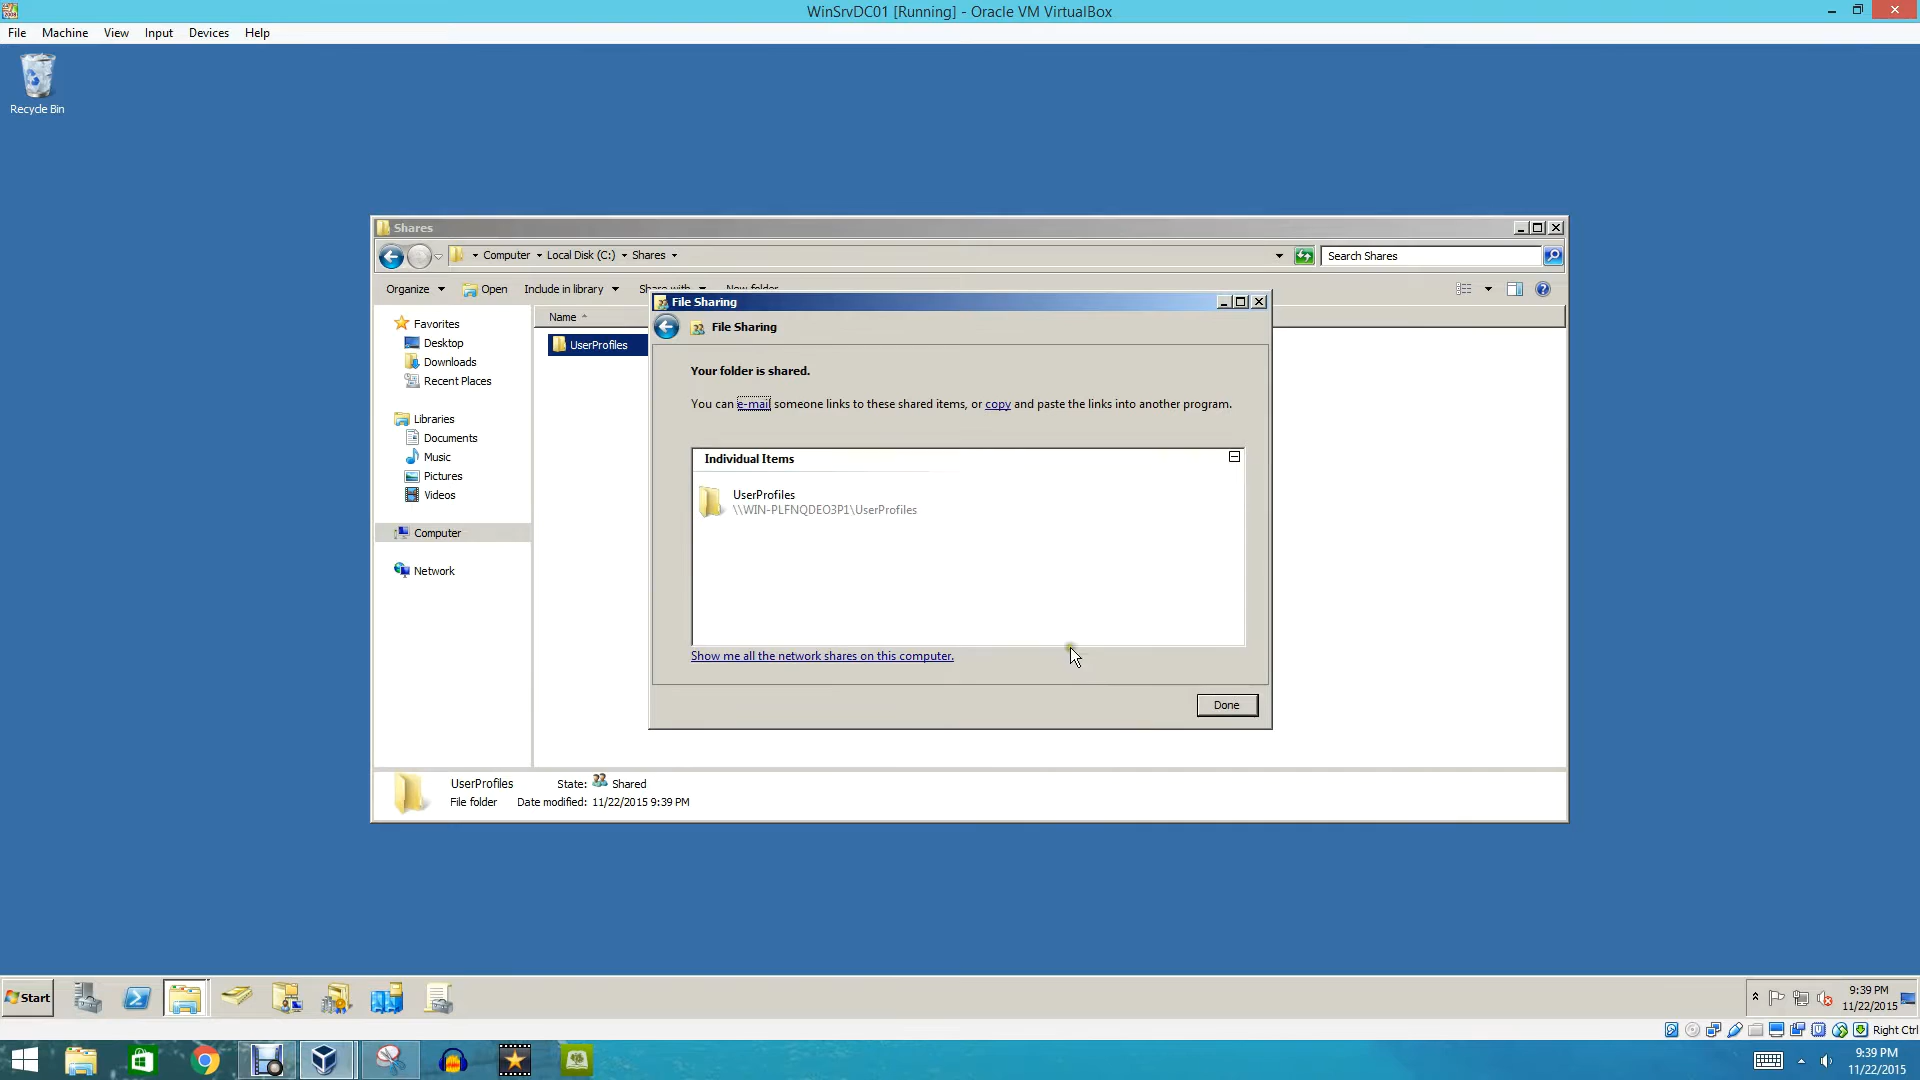 WinSrvDC01 [Running] - Oracle VM VirtualBox
File Machine View Input Devices Help
Recycle Bin
Shares
Computer Local Disk (C:) Shares
Search Shares
Organize Open Include in library Share with New folder
File Sharing
Name
File Sharing
Favorites
UserProfiles
Desktop
Downloads
Recent Places
Your folder is shared.
You can e-mail someone links to these shared items, or copy and paste the links into another program.
Libraries
Documents
Music
Pictures
Videos
Individual Items
UserProfiles
\\WIN-PLFNQDEO3P1\UserProfiles
Computer
Network
Show me all the network shares on this computer.
Done
UserProfiles State: Shared
File folder Date modified: 11/22/2015 9:39 PM
Start
9:39 PM
11/22/2015
Right Ctrl
9:39 PM
11/22/2015